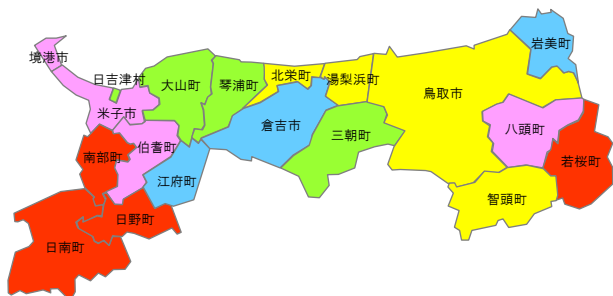 岩美町
境港市
日吉津村
大山町
琴浦町
北栄町
湯梨浜町
鳥取市
米子市
倉吉市
三朝町
八頭町
伯耆町
南部町
若桜町
江府町
智頭町
日野町
日南町